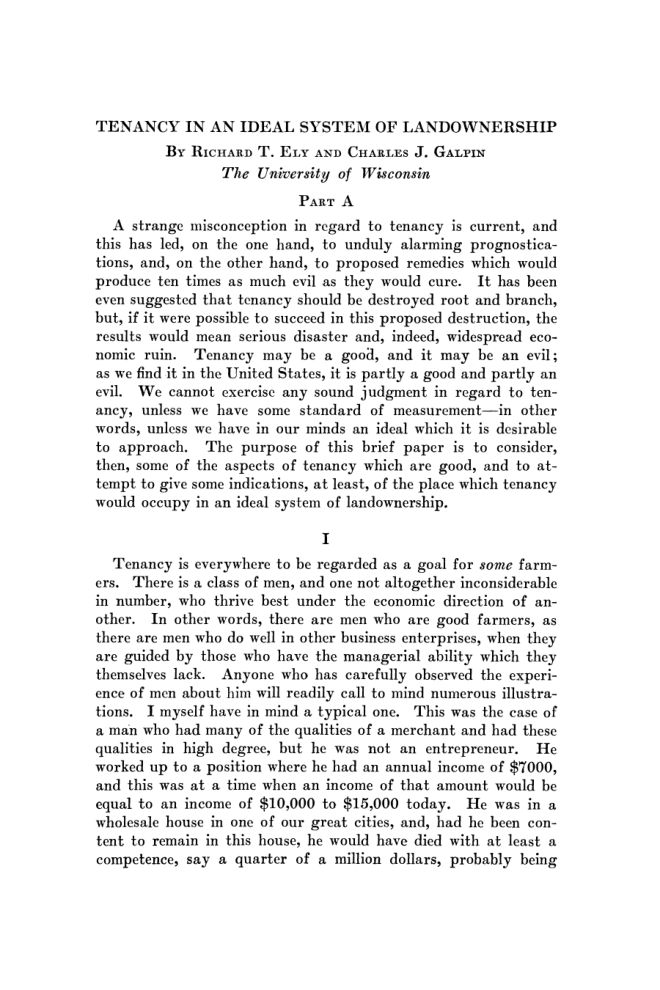 TENANCY IN AN IDEAL SYSTEM OF LANDOWNERSHIP
By Richard T. Ely and Charles J. Galpin
The University of Wisconsin
Part A
A strange misconception in regard to tenancy is current, and
this has led, on the one hand, to unduly alarming prognostica-
tions, and, on the other hand, to proposed remedies which would
produce ten times as much evil as they would cure. It has been
even suggested that tenancy should be destroyed root and branch,
but, if it were possible to succeed in this proposed destruction, the
results would mean serious disaster and, indeed, widespread eco-
nomic ruin. Tenancy may be a good, and it may be an evil;
as we find it in the United States, it is partly a good and partly an
evil. We cannot exercise any sound judgment in regard to ten-
ancy, unless we have some standard of measurement—in other
words, unless we have in our minds an ideal which it is desirable
to approach. The purpose of this brief paper is to consider,
then, some of the aspects of tenancy which are good, and to at-
tempt to give some indications, at least, of the place which tenancy
would occupy in an ideal system of landownership.
I
Tenancy is everywhere to be regarded as a goal for some farm-
ers. There is a class of men, and one not altogether inconsiderable
in number, who thrive best under the economic direction of an-
other. In other words, there are men who are good farmers, as
there are men who do well in other business enterprises, when they
are guided by those who have the managerial ability which they
themselves lack. Anyone who has carefully observed the experi-
ence of men about him will readily call to mind numerous illustra-
tions. I myself have in mind a typical one. This was the case of
a man who had many of the qualities of a merchant and had these
qualities in high degree, but he was not an entrepreneur. He
worked up to a position where he had an annual income of $7000,
and this was at a time when an income of that amount would be
equal to an income of $10,000 to $15,000 today. He was in a
wholesale house in one of our great cities, and, had he been con-
tent to remain in this house, he would have died with at least a
competence, say a quarter of a million dollars, probably being